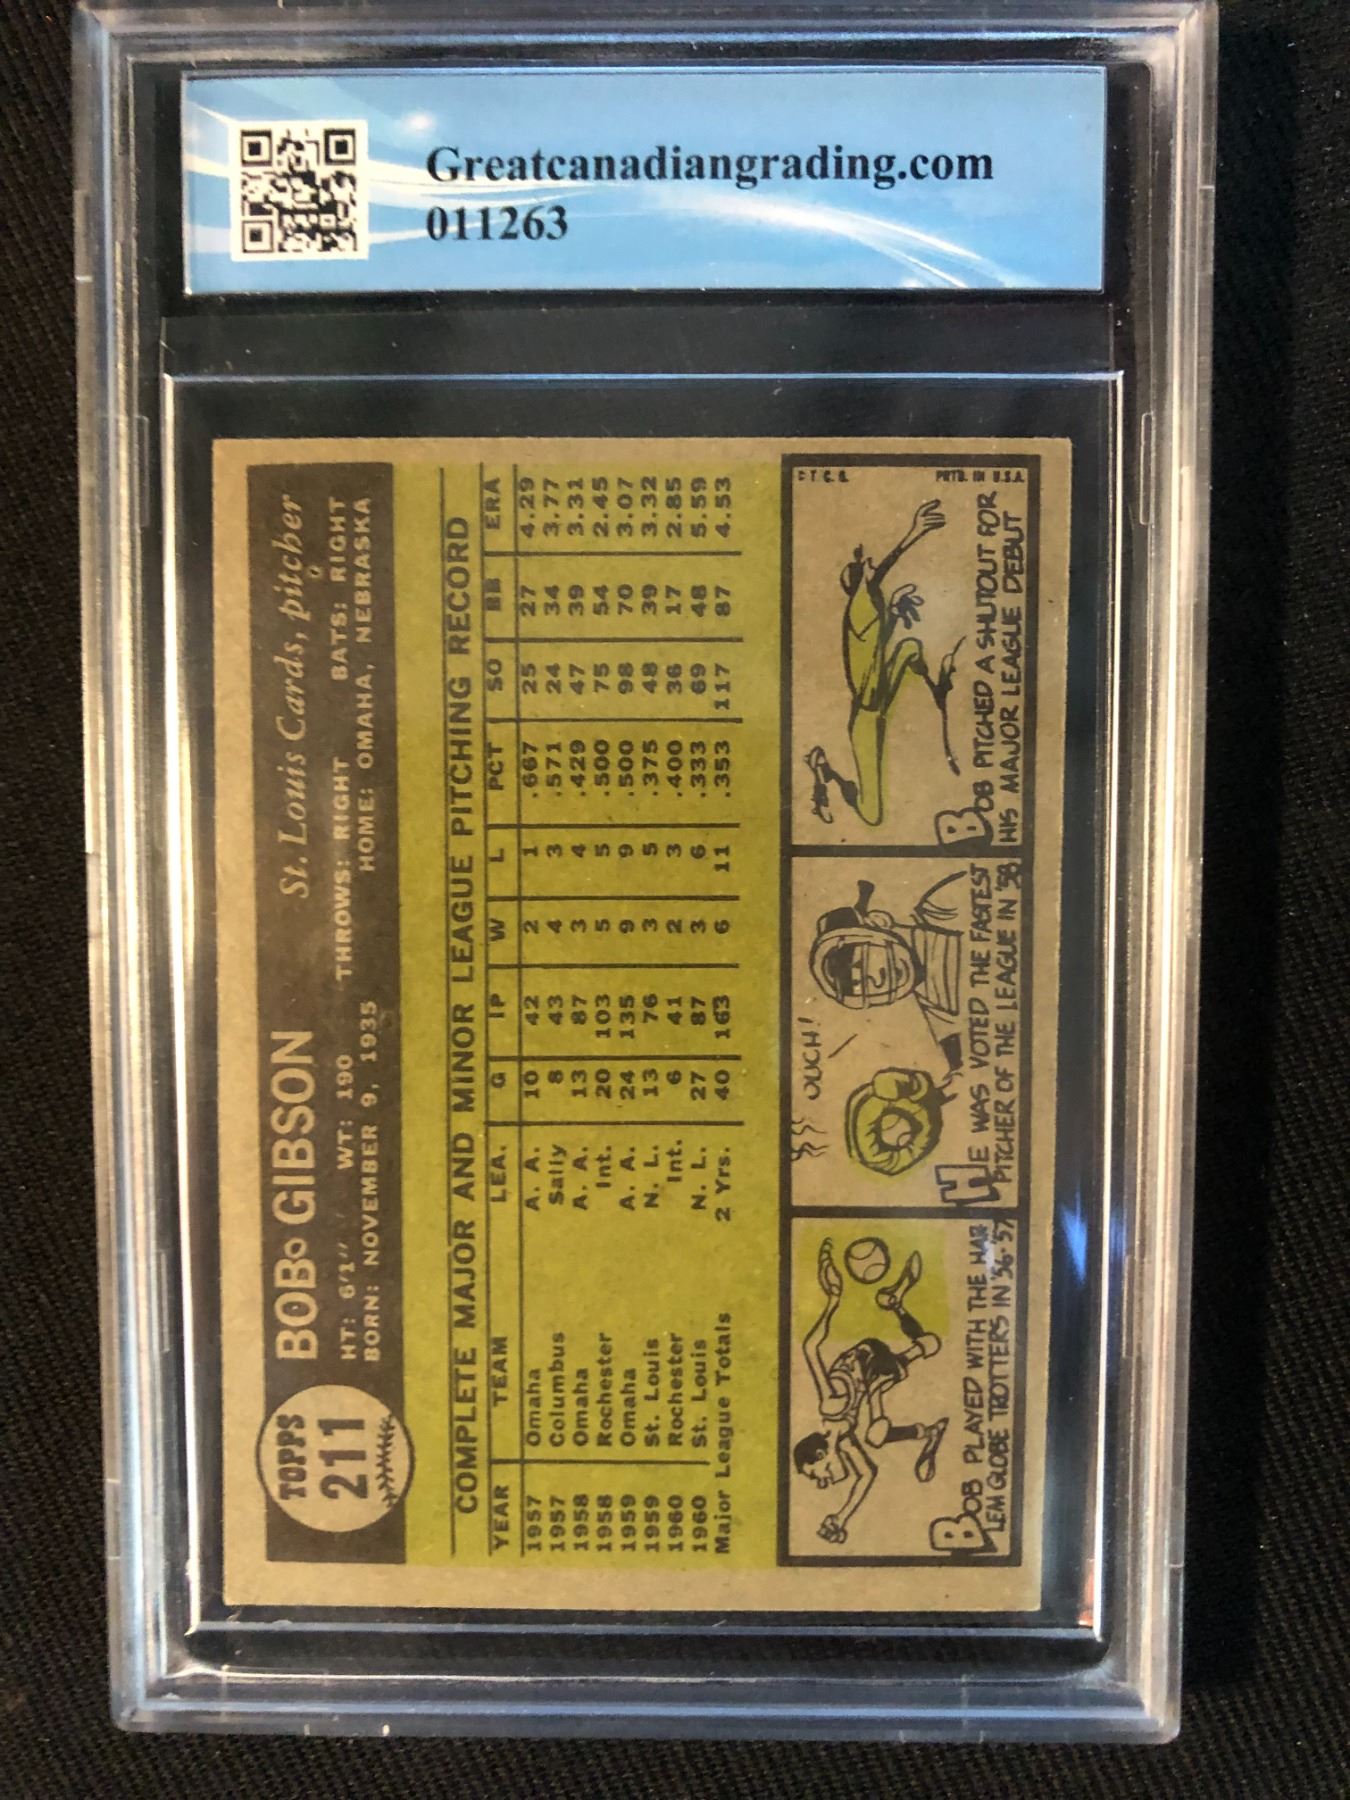 Greatcanadiangrading.com
011263
TOPPS
211
BOB GIBSON St. Louis Cards, pitcher
HT: 6'1" WT: 190 THROWS: RIGHT BATS: RIGHT
BORN: NOVEMBER 9, 1935 HOME: OMAHA, NEBRASKA
COMPLETE MAJOR AND MINOR LEAGUE PITCHING RECORD
YEAR TEAM LEA. G IP W L PCT SO BB ERA
1957 Omaha A. A. 10 42 2 1 .667 25 27 4.29
1957 Columbus Sally 8 43 4 3 .571 24 34 3.77
1958 Omaha A. A. 13 87 3 4 .429 47 39 3.31
1958 Rochester Int. 20 103 5 5 .500 75 54 2.45
1959 Omaha A. A. 24 135 9 9 .500 98 70 3.07
1959 St. Louis N. L. 13 76 3 5 .375 48 39 3.32
1960 Rochester Int. 6 41 2 3 .400 36 17 2.85
1960 St. Louis N. L. 27 87 3 6 .333 69 48 5.59
Major League Totals 2 Yrs. 40 163 6 11 .353 117 87 4.53
BOB PLAYED WITH THE HAR
LEM GLOBE TROTTERS IN '56-'57
OUCH!
HE WAS VOTED THE FASTEST
PITCHER OF THE LEAGUE IN '58
© T. C. G. PRTD. IN U.S.A.
BOB PITCHED A SHUTOUT FOR
HIS MAJOR LEAGUE DEBUT